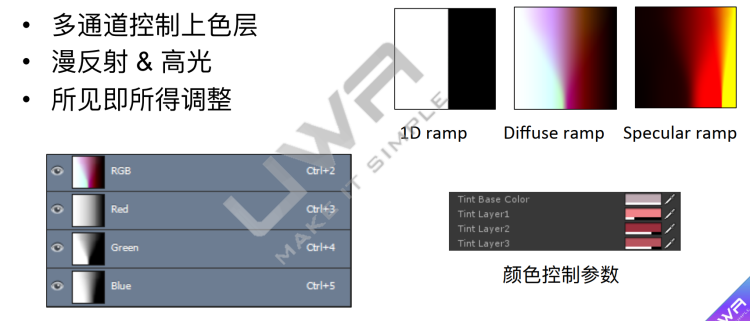 • 多通道控制上色层
• 漫反射 & 高光
• 所见即所得调整
1D ramp
Diffuse ramp
Specular ramp
RGB Ctrl+2
Red Ctrl+3
Green Ctrl+4
Blue Ctrl+5
Tint Base Color
Tint Layer1
Tint Layer2
Tint Layer3
颜色控制参数
UWA
MAKE IT SIMPLE
UWA